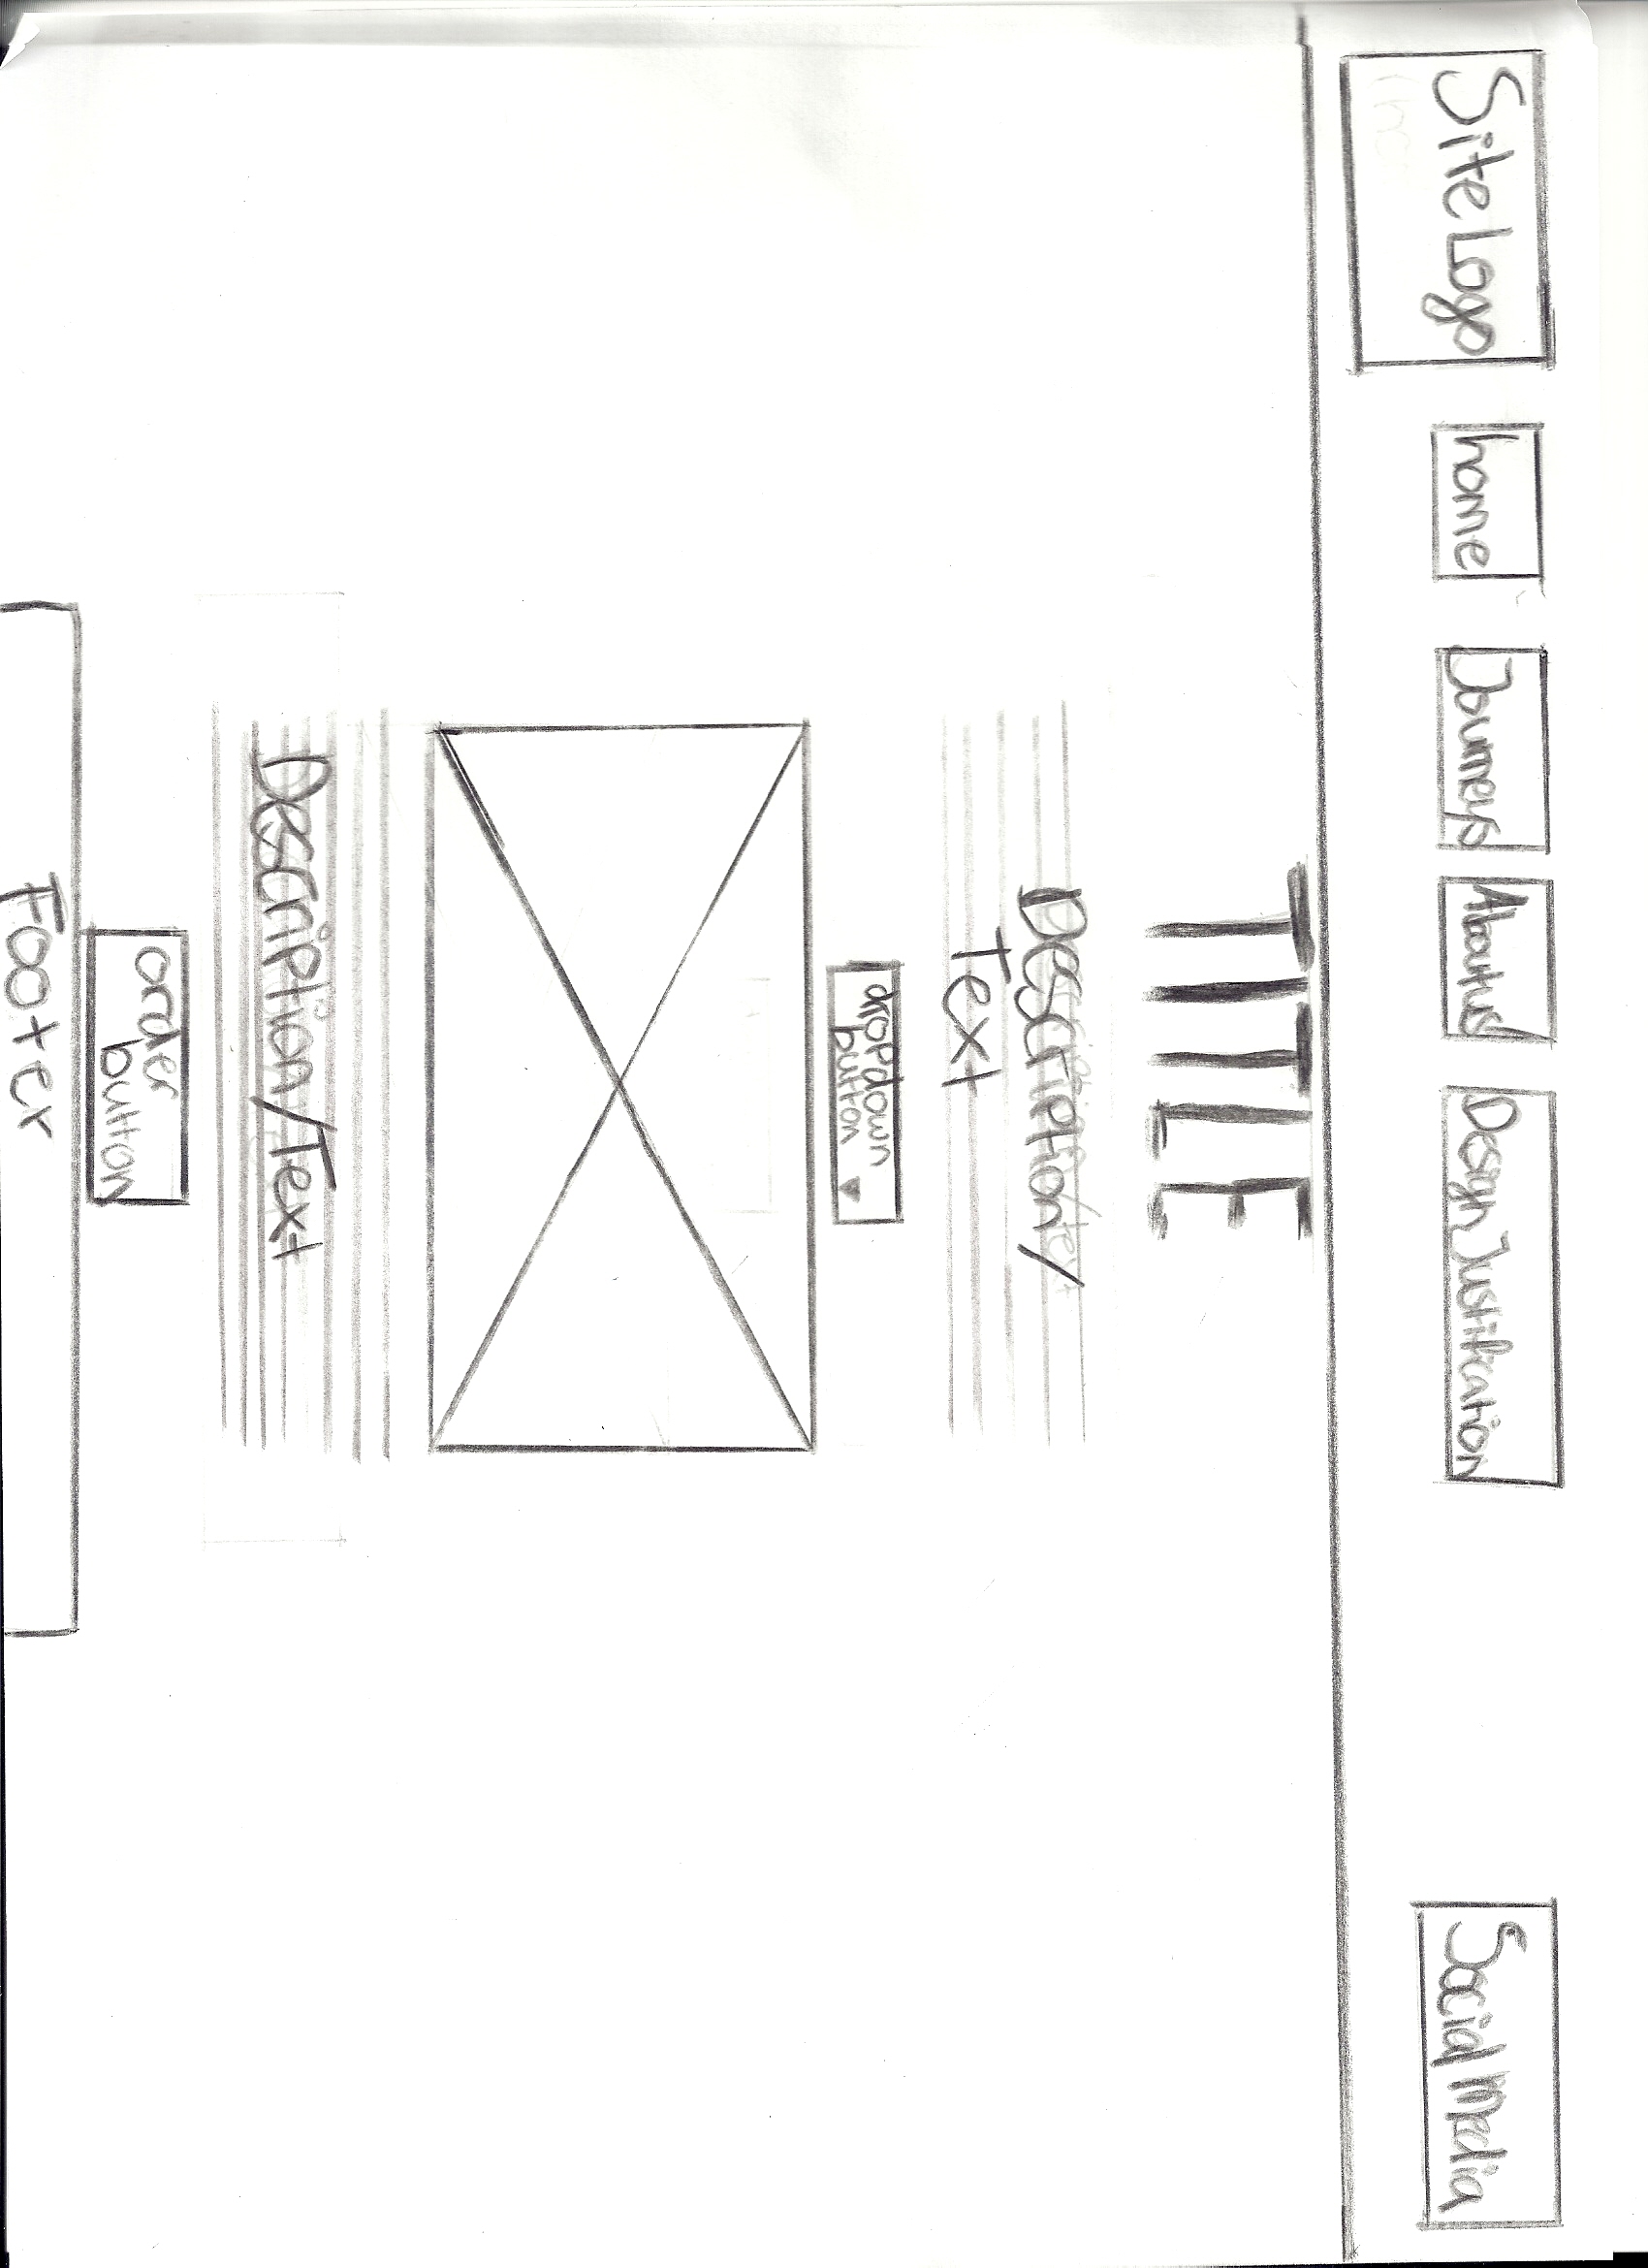 Site Logo
home
Journeys
About us
Design Justification
Social Media
TITLE
Description/
Text
dropdown
button
Description/Text
order
button
Footer